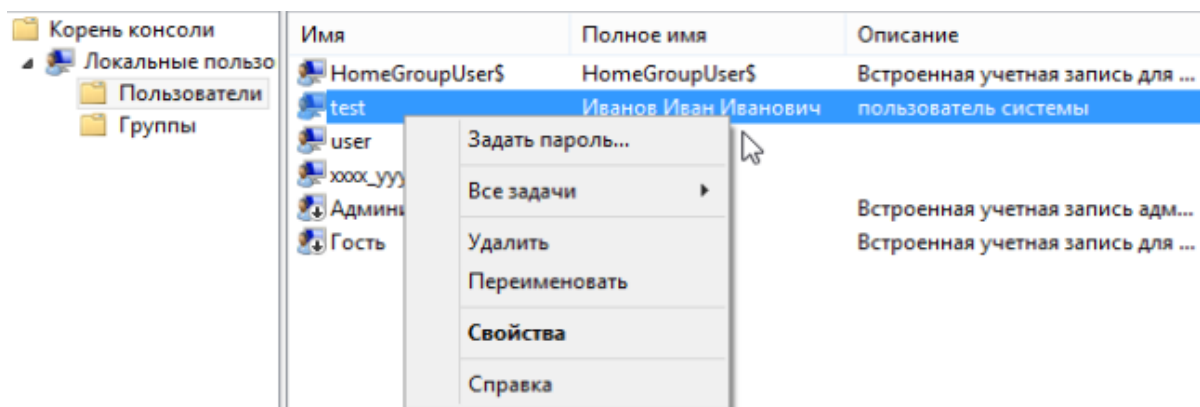 Корень консоли
Локальные пользо
Пользователи
Группы
Имя Полное имя Описание
HomeGroupUser$ HomeGroupUser$ Встроенная учетная запись для ...
test Иванов Иван Иванович пользователь системы
user
xxxx_yyy
Админи Встроенная учетная запись адм...
Гость Встроенная учетная запись для ...
Задать пароль...
Все задачи
Удалить
Переименовать
Свойства
Справка